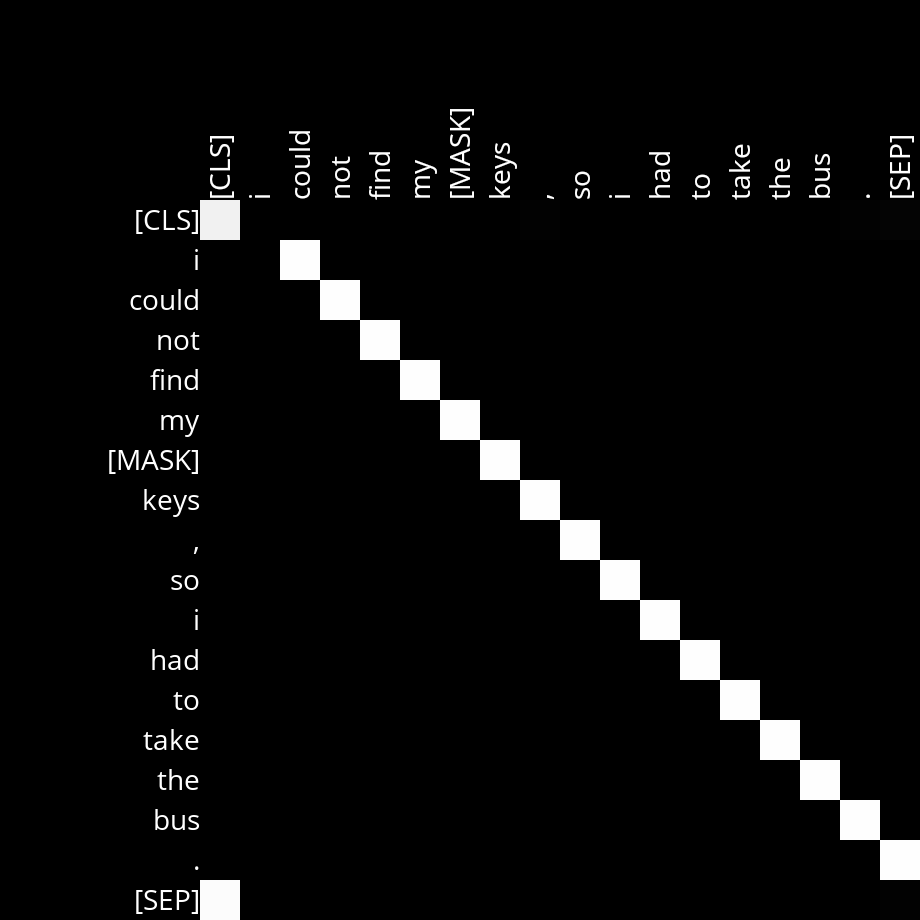 [CLS] i could not find my [MASK] keys , so i had to take the bus . [SEP]
[CLS]
i
could
not
find
my
[MASK]
keys
,
so
i
had
to
take
the
bus
.
[SEP]